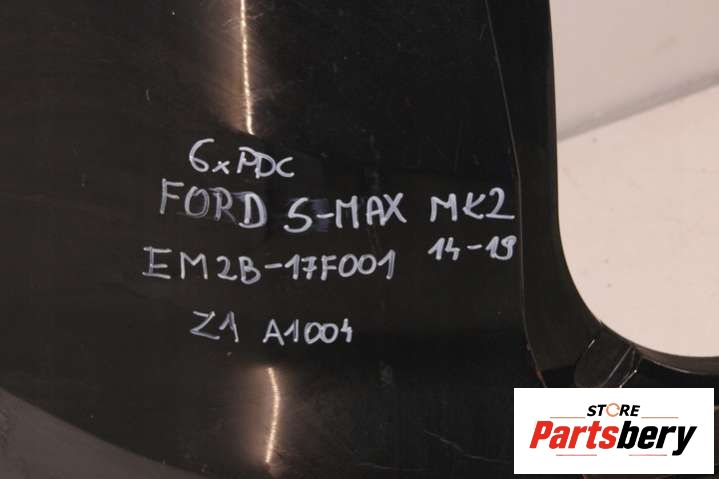 6xPDC
FORD S-MAX MK2
14-19
EM2B-17F001
Z1 A1004
STORE
Partsbery